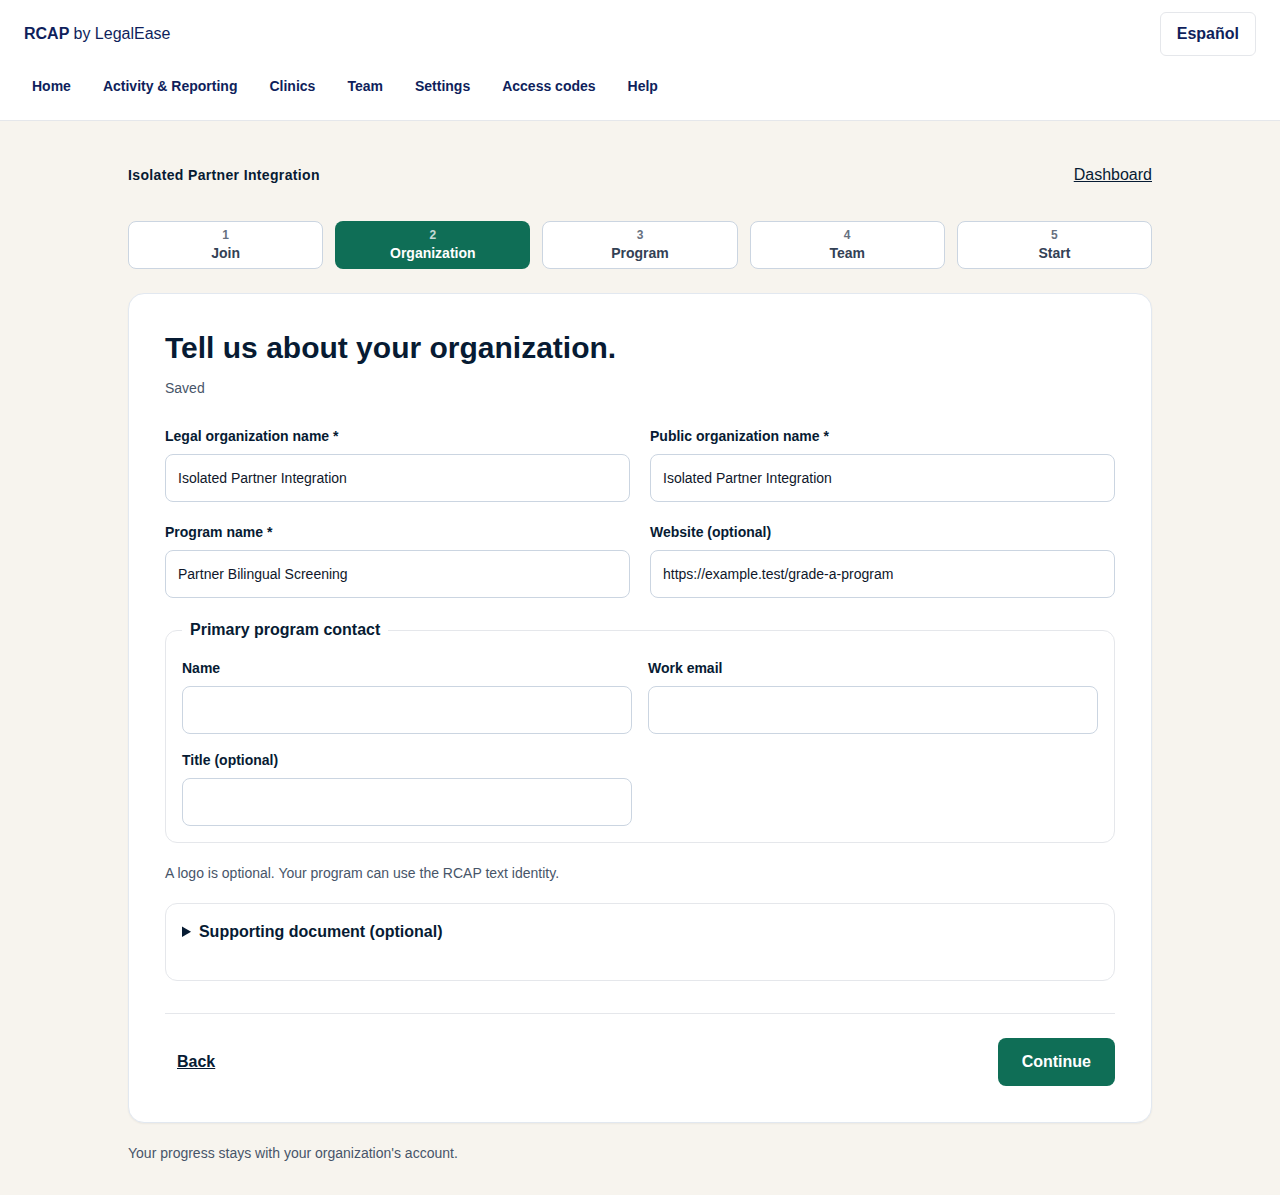 RCAP by LegalEase
Español
Home Activity & Reporting Clinics Team Settings Access codes Help
Isolated Partner Integration
Dashboard
1
Join
2
Organization
3
Program
4
Team
5
Start
Tell us about your organization.
Saved
Legal organization name *
Public organization name *
Isolated Partner Integration
Isolated Partner Integration
Program name *
Website (optional)
Partner Bilingual Screening
https://example.test/grade-a-program
Primary program contact
Name
Work email
Title (optional)
A logo is optional. Your program can use the RCAP text identity.
Supporting document (optional)
Back
Continue
Your progress stays with your organization's account.